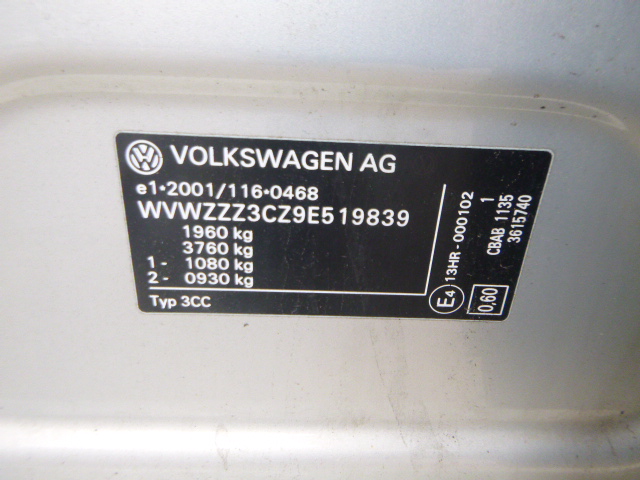 VOLKSWAGEN AG
e1•2001/116•0468
WVWZZZ3CZ9E519839
1960 kg
3760 kg
1 - 1080 kg
2 - 0930 kg
Typ 3CC
E4
13HR-000102
0,60
1
CBAB 1135
3615740